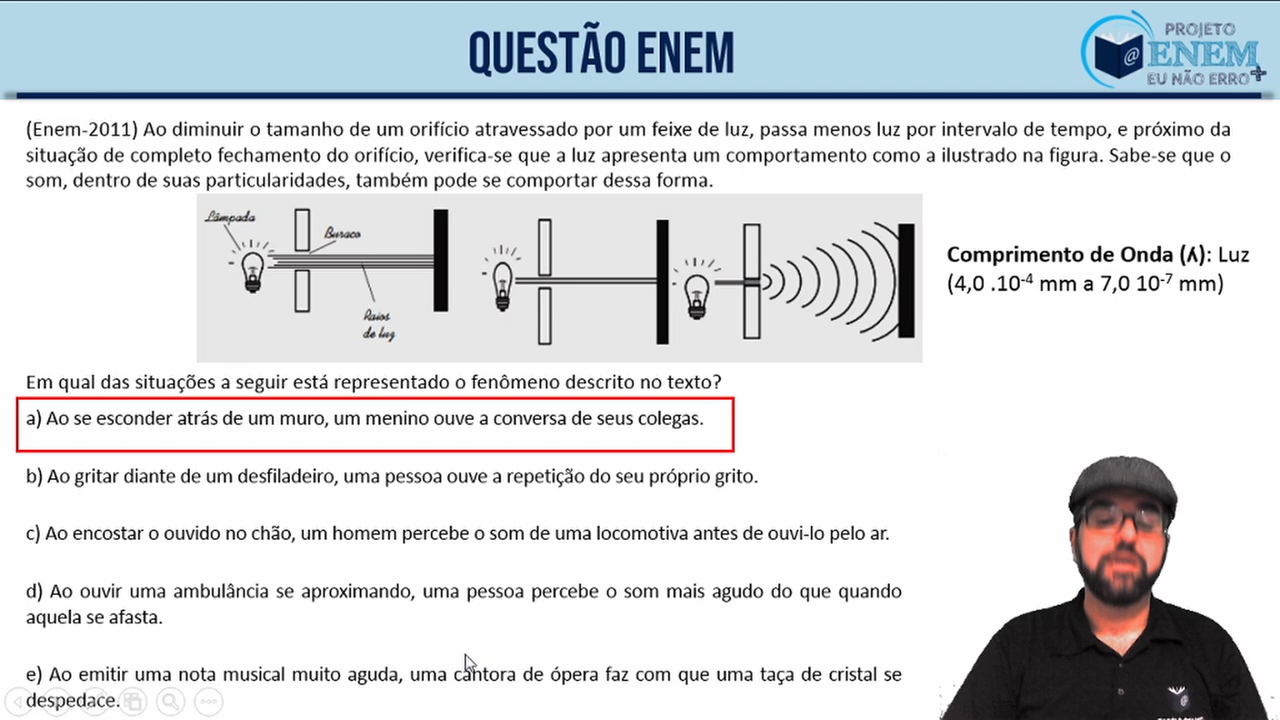 QUESTÃO ENEM
PROJETO
@ENEM+
EU NÃO ERRO
(Enem-2011) Ao diminuir o tamanho de um orifício atravessado por um feixe de luz, passa menos luz por intervalo de tempo, e próximo da
situação de completo fechamento do orifício, verifica-se que a luz apresenta um comportamento como a ilustrado na figura. Sabe-se que o
som, dentro de suas particularidades, também pode se comportar dessa forma.
Lâmpada
Buraco
Raios
de luz
Comprimento de Onda (ʎ): Luz
(4,0 .10⁻⁴ mm a 7,0 10⁻⁷ mm)
Em qual das situações a seguir está representado o fenômeno descrito no texto?
a) Ao se esconder atrás de um muro, um menino ouve a conversa de seus colegas.
b) Ao gritar diante de um desfiladeiro, uma pessoa ouve a repetição do seu próprio grito.
c) Ao encostar o ouvido no chão, um homem percebe o som de uma locomotiva antes de ouvi-lo pelo ar.
d) Ao ouvir uma ambulância se aproximando, uma pessoa percebe o som mais agudo do que quando
aquela se afasta.
e) Ao emitir uma nota musical muito aguda, uma cantora de ópera faz com que uma taça de cristal se
despedace.